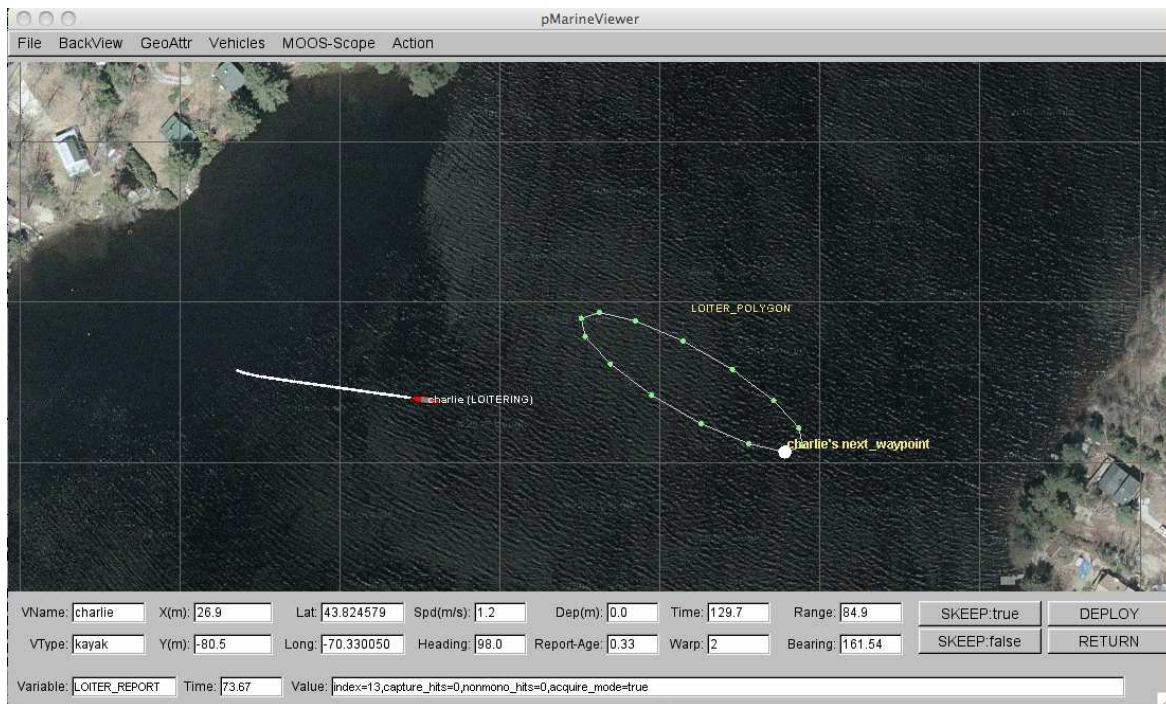 pMarineViewer
File BackView GeoAttr Vehicles MOOS-Scope Action
LOITER_POLYGON
charlie (LOITERING)
charlie's next_waypoint
VName: charlie X(m): 26.9 Lat: 43.824579 Spd(m/s): 1.2 Dep(m): 0.0 Time: 129.7 Range: 84.9 SKEEP:true DEPLOY
VType: kayak Y(m): -80.5 Long: -70.330050 Heading: 98.0 Report-Age: 0.33 Warp: 2 Bearing: 161.54 SKEEP:false RETURN
Variable: LOITER_REPORT Time: 73.67 Value: index=13,capture_hits=0,nonmono_hits=0,acquire_mode=true